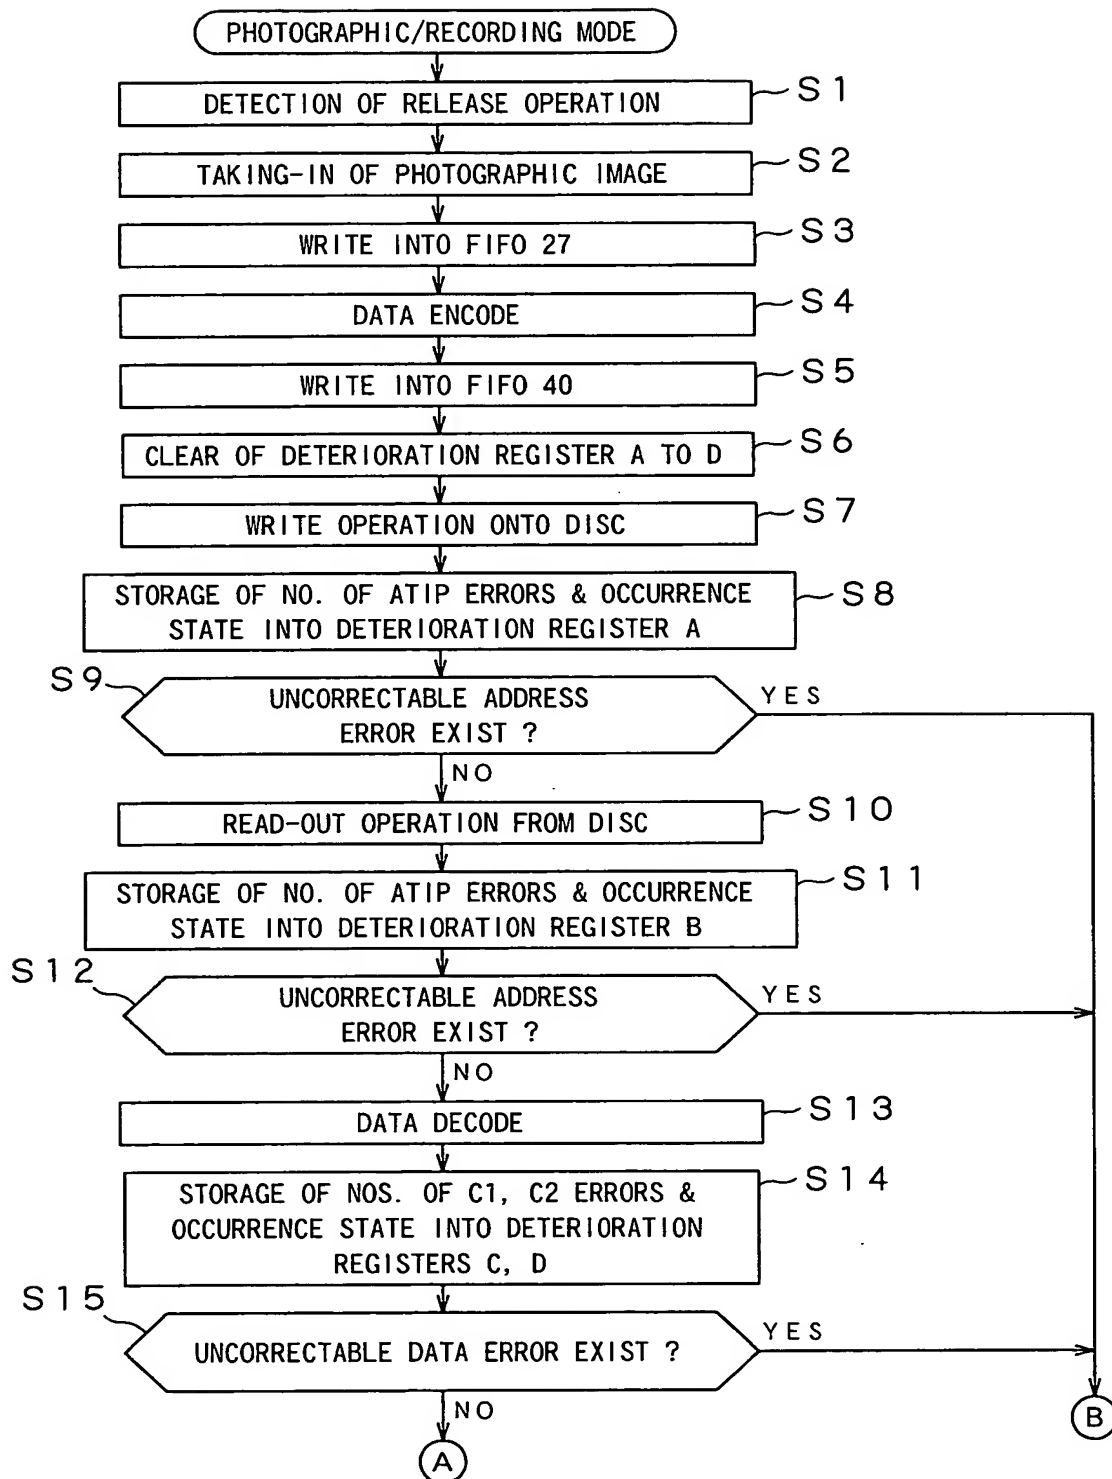 PHOTOGRAPHIC/RECORDING MODE
DETECTION OF RELEASE OPERATION
S1
TAKING-IN OF PHOTOGRAPHIC IMAGE
S2
WRITE INTO FIFO 27
S3
DATA ENCODE
S4
WRITE INTO FIFO 40
S5
CLEAR OF DETERIORATION REGISTER A TO D
S6
WRITE OPERATION ONTO DISC
S7
STORAGE OF NO. OF ATIP ERRORS & OCCURRENCE
STATE INTO DETERIORATION REGISTER A
S8
S9
UNCORRECTABLE ADDRESS
ERROR EXIST ?
YES
NO
READ-OUT OPERATION FROM DISC
S10
STORAGE OF NO. OF ATIP ERRORS & OCCURRENCE
STATE INTO DETERIORATION REGISTER B
S11
S12
UNCORRECTABLE ADDRESS
ERROR EXIST ?
YES
NO
DATA DECODE
S13
STORAGE OF NOS. OF C1, C2 ERRORS &
OCCURRENCE STATE INTO DETERIORATION
REGISTERS C, D
S14
S15
UNCORRECTABLE DATA ERROR EXIST ?
YES
NO
B
A